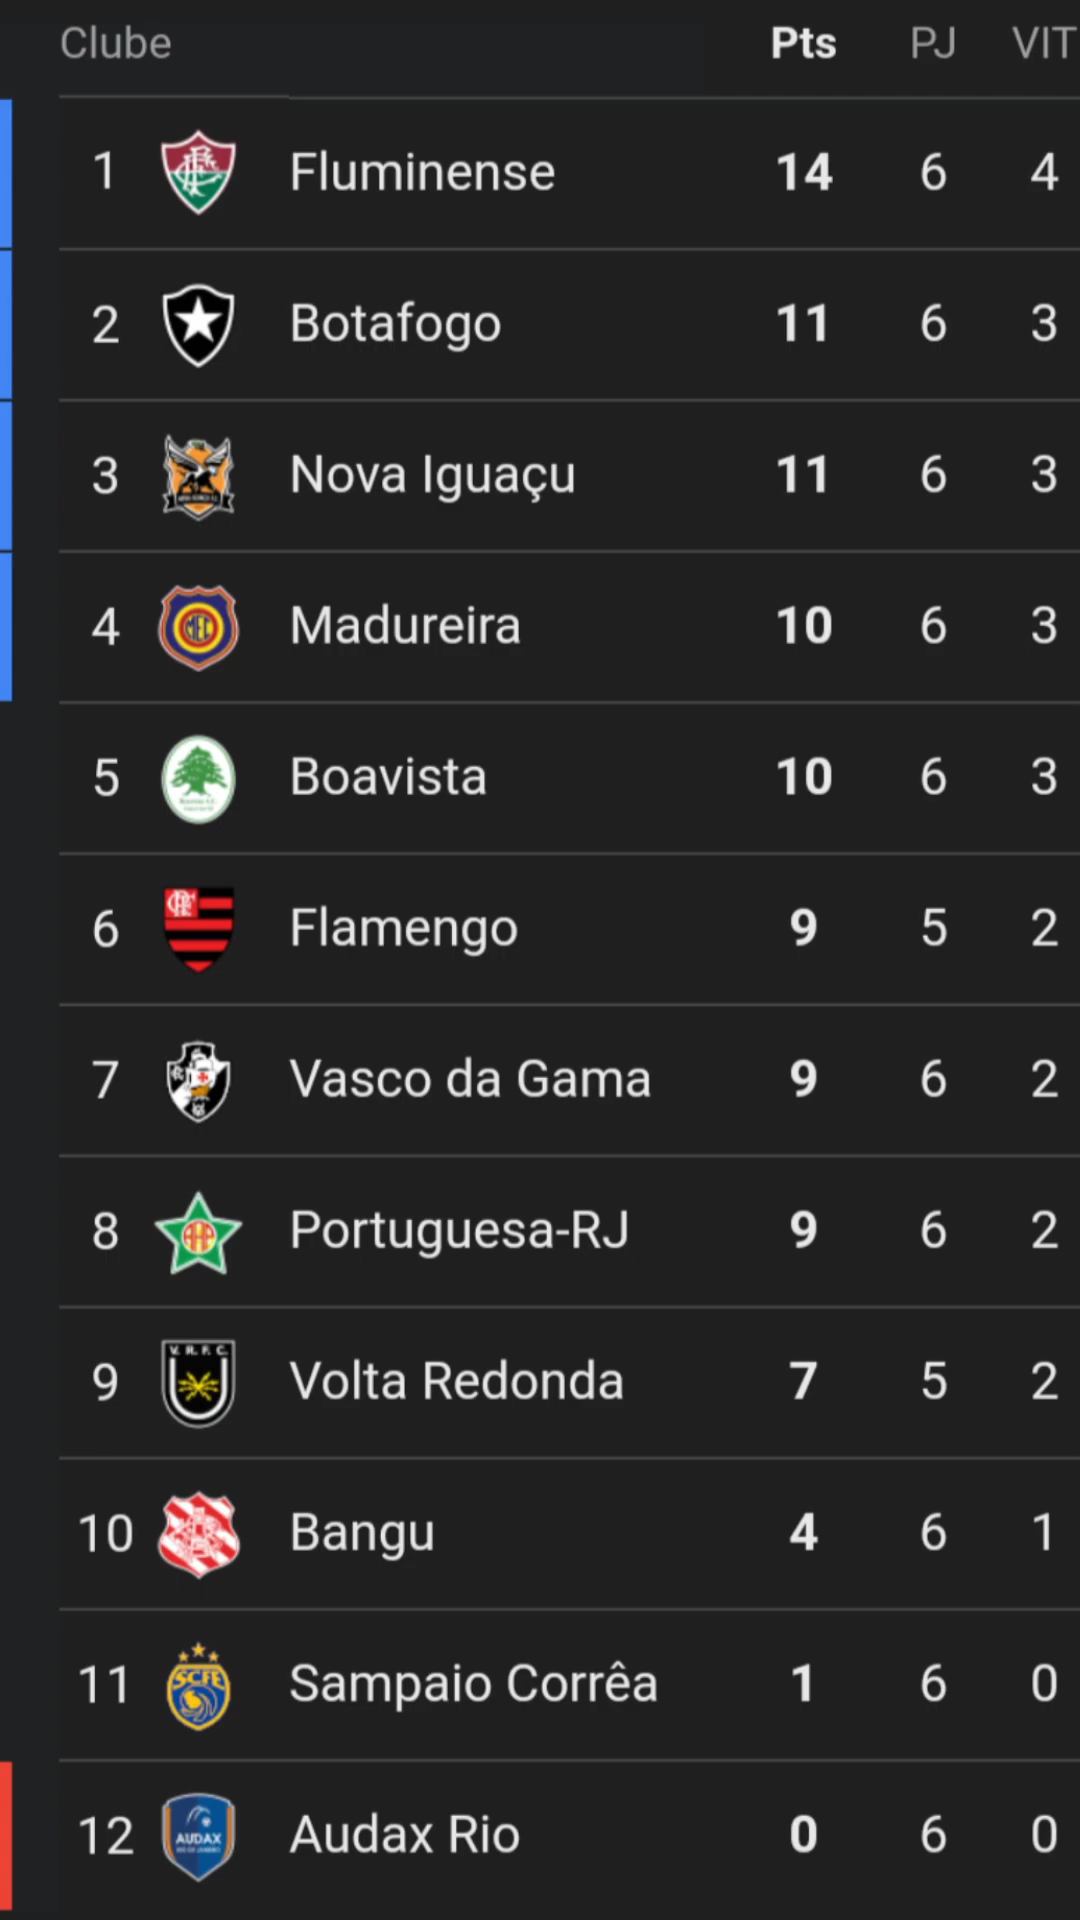 Clube Pts PJ VIT
1 Fluminense 14 6 4
2 Botafogo 11 6 3
3 Nova Iguaçu 11 6 3
4 MEC Madureira 10 6 3
5 Boavista 10 6 3
6 Flamengo 9 5 2
7 Vasco da Gama 9 6 2
8 Portuguesa-RJ 9 6 2
9 V. R. F. C. Volta Redonda 7 5 2
10 Bangu 4 6 1
11 SCFE Sampaio Corrêa 1 6 0
12 AUDAX Audax Rio 0 6 0